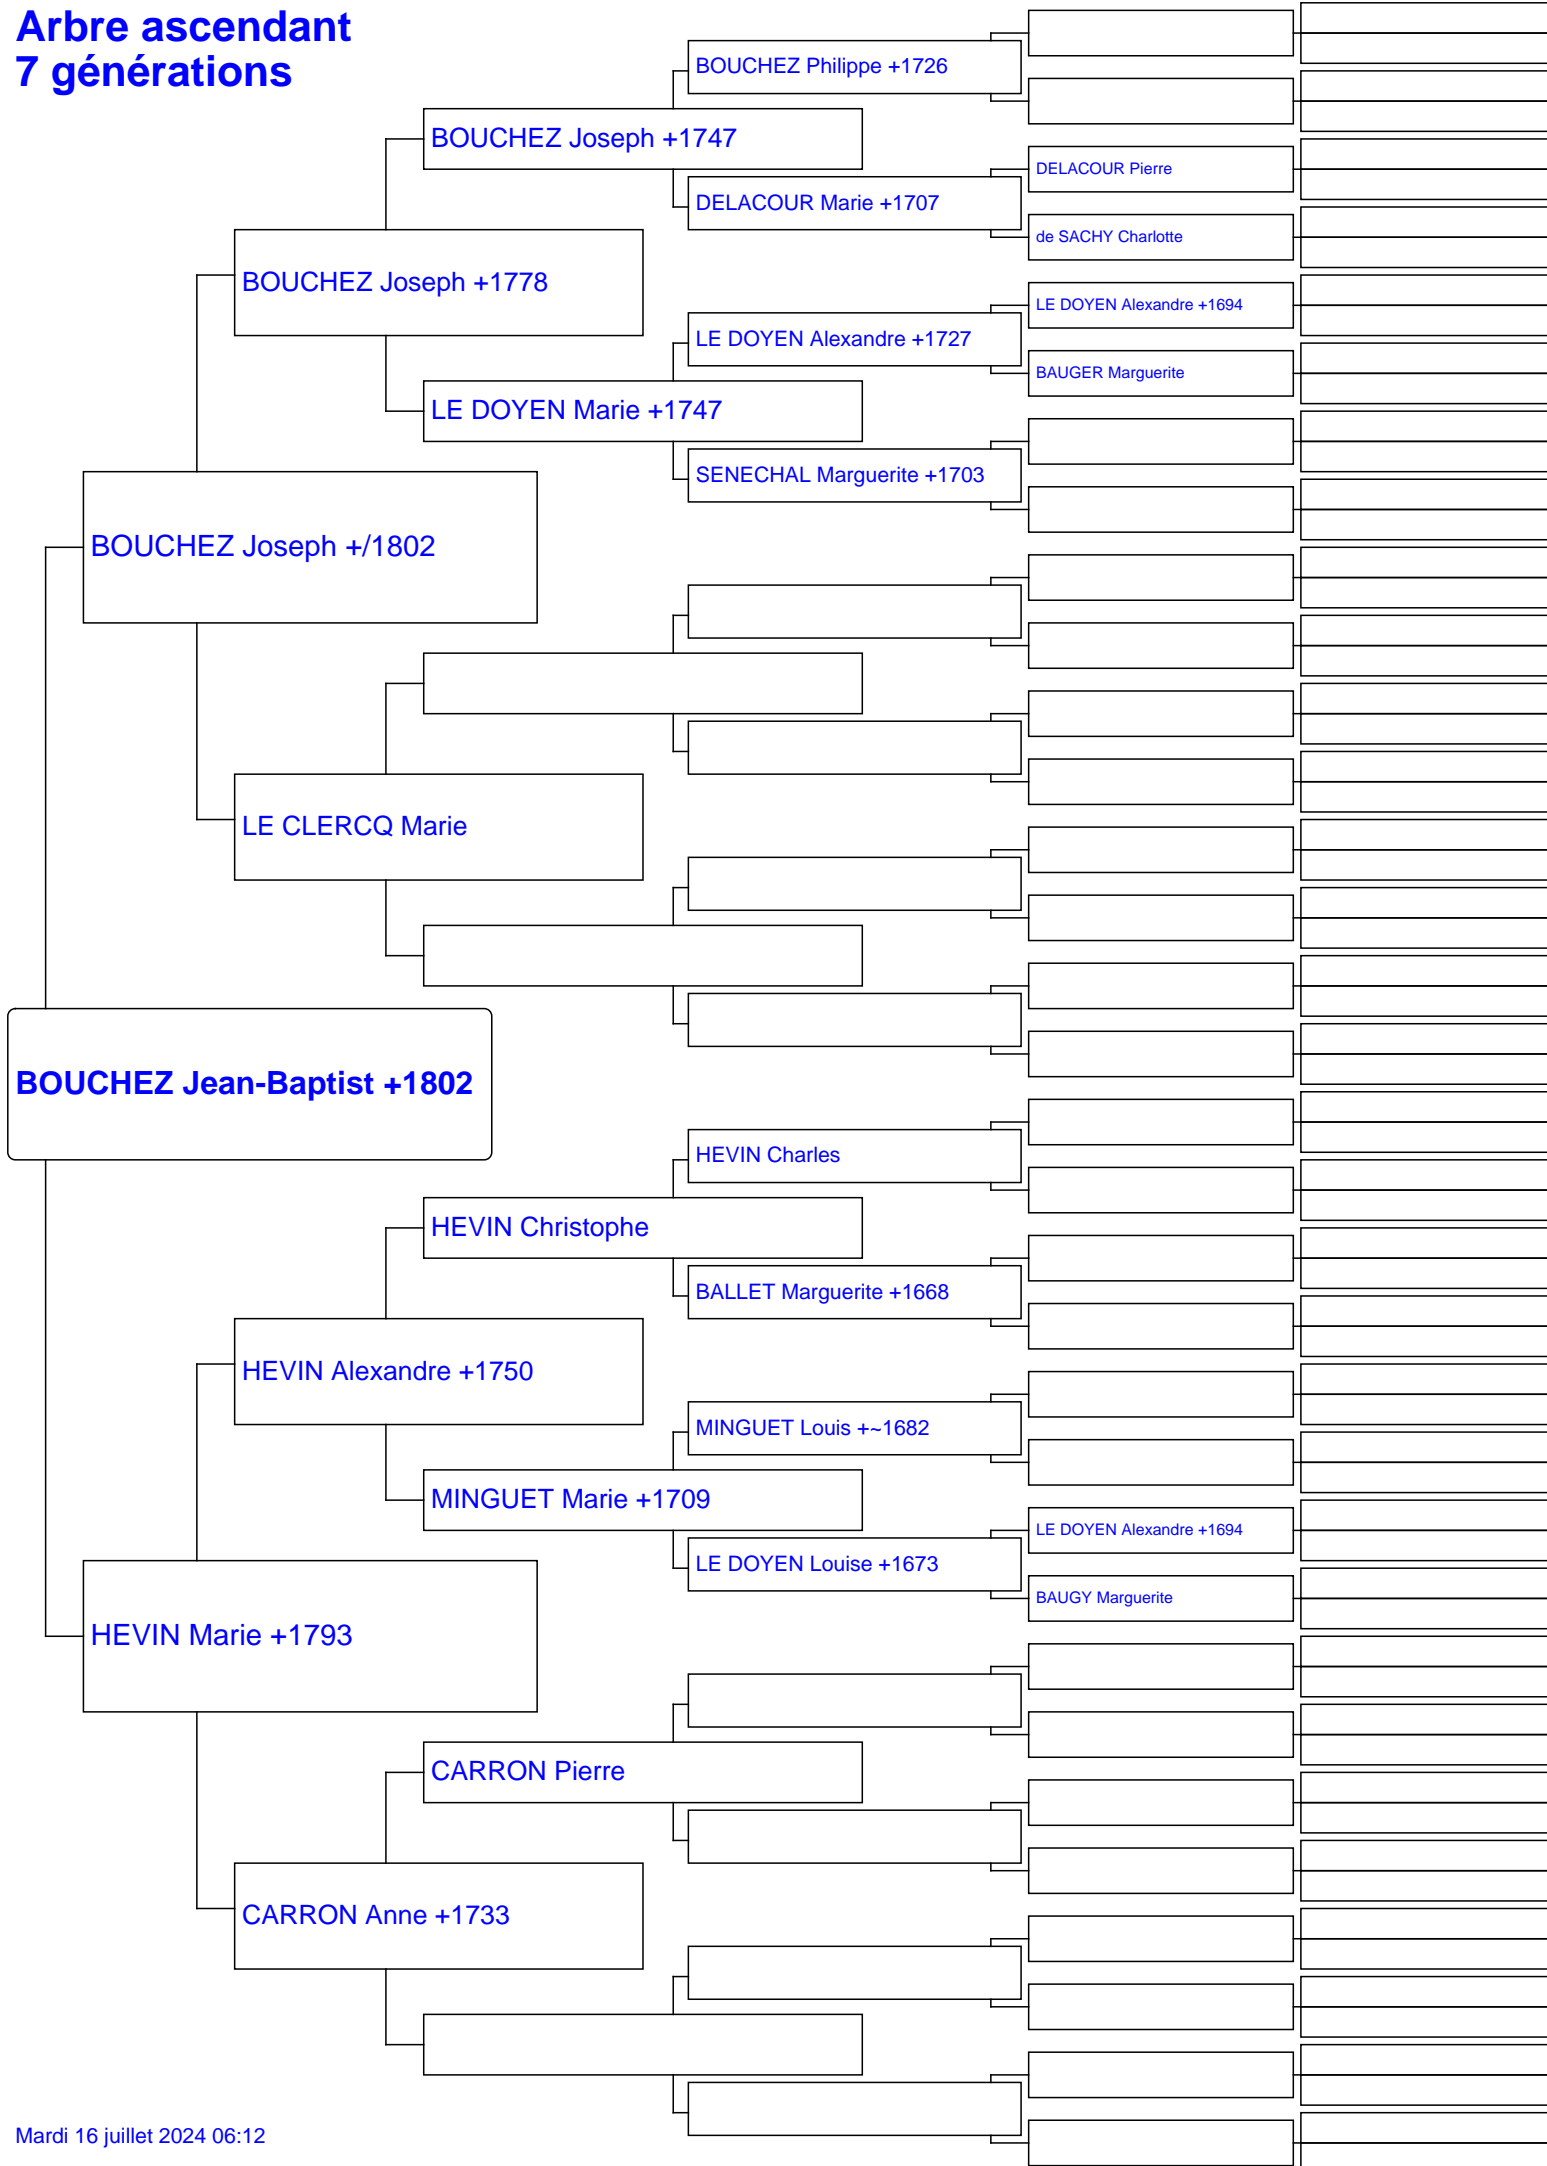 Arbre ascendant
7 générations
BOUCHEZ Philippe +1726
BOUCHEZ Joseph +1747
DELACOUR Pierre
DELACOUR Marie +1707
de SACHY Charlotte
BOUCHEZ Joseph +1778
LE DOYEN Alexandre +1694
LE DOYEN Alexandre +1727
BAUGER Marguerite
LE DOYEN Marie +1747
SENECHAL Marguerite +1703
BOUCHEZ Joseph +/1802
LE CLERCQ Marie
BOUCHEZ Jean-Baptist +1802
HEVIN Charles
HEVIN Christophe
BALLET Marguerite +1668
HEVIN Alexandre +1750
MINGUET Louis +~1682
MINGUET Marie +1709
LE DOYEN Alexandre +1694
LE DOYEN Louise +1673
BAUGY Marguerite
HEVIN Marie +1793
CARRON Pierre
CARRON Anne +1733
Mardi 16 juillet 2024 06:12